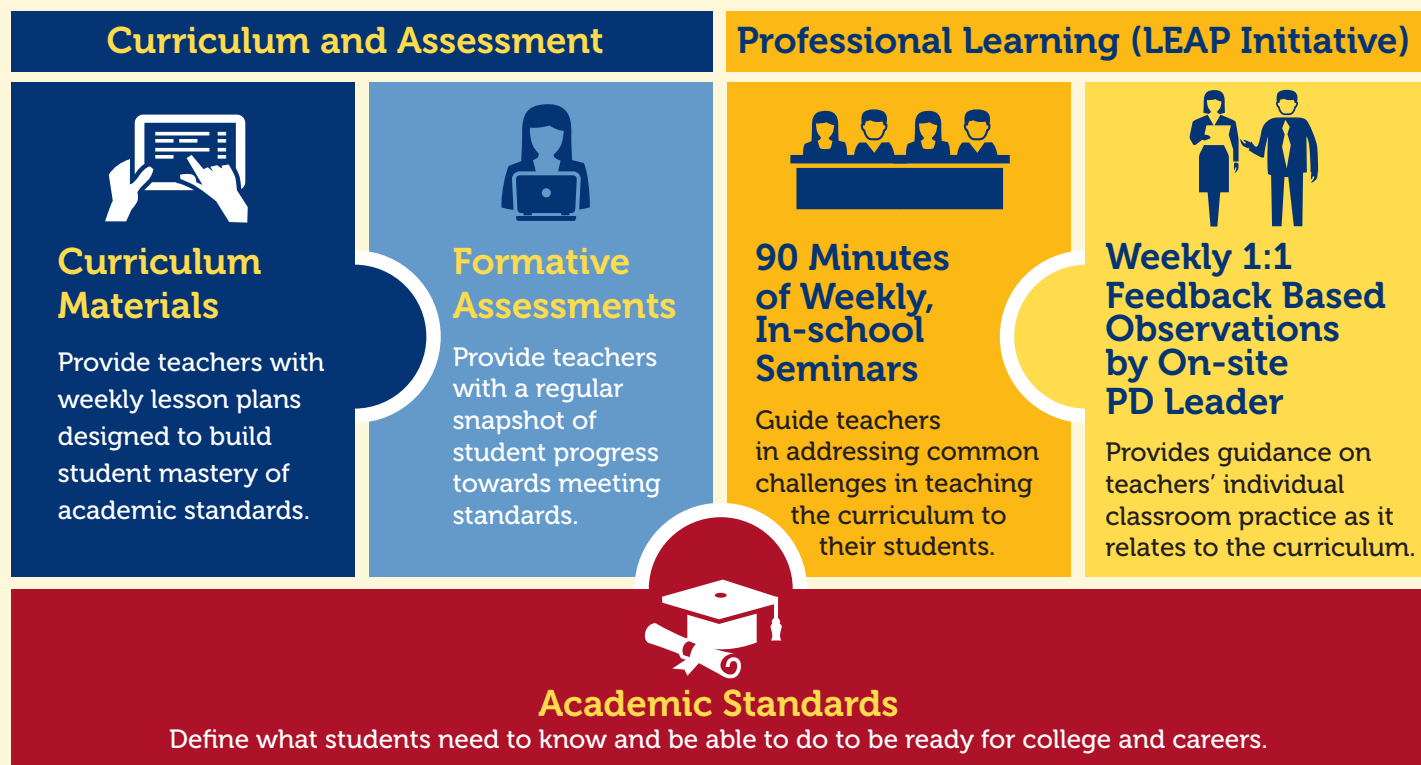 Curriculum and Assessment
Professional Learning (LEAP Initiative)
Curriculum
Materials
Provide teachers with
weekly lesson plans
designed to build
student mastery of
academic standards.
Formative
Assessments
Provide teachers
with a regular
snapshot of
student progress
towards meeting
standards.
90 Minutes
of Weekly,
In-school
Seminars
Guide teachers
in addressing common
challenges in teaching
the curriculum to
their students.
Weekly 1:1
Feedback Based
Observations
by On-site
PD Leader
Provides guidance on
teachers’ individual
classroom practice as it
relates to the curriculum.
Academic Standards
Define what students need to know and be able to do to be ready for college and careers.